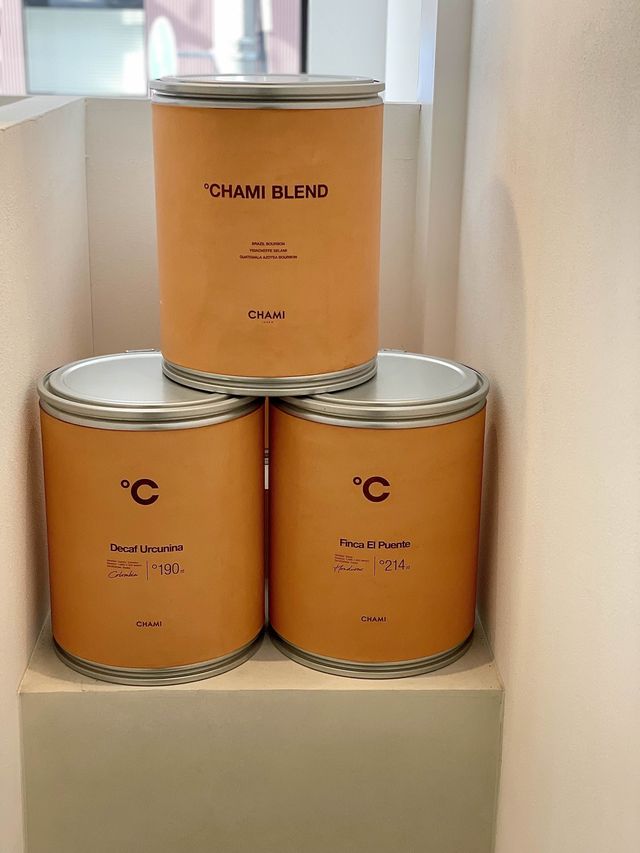 °CHAMI BLEND
BRAZIL BOURBON
YEGACHEFFE SELAMI
GUATEMALA AZOTEA BOURBON
CHAMI
°C
Decaf Urcunina
Colombia
°190
CHAMI
°C
Finca El Puente
Honduras
°214
CHAMI